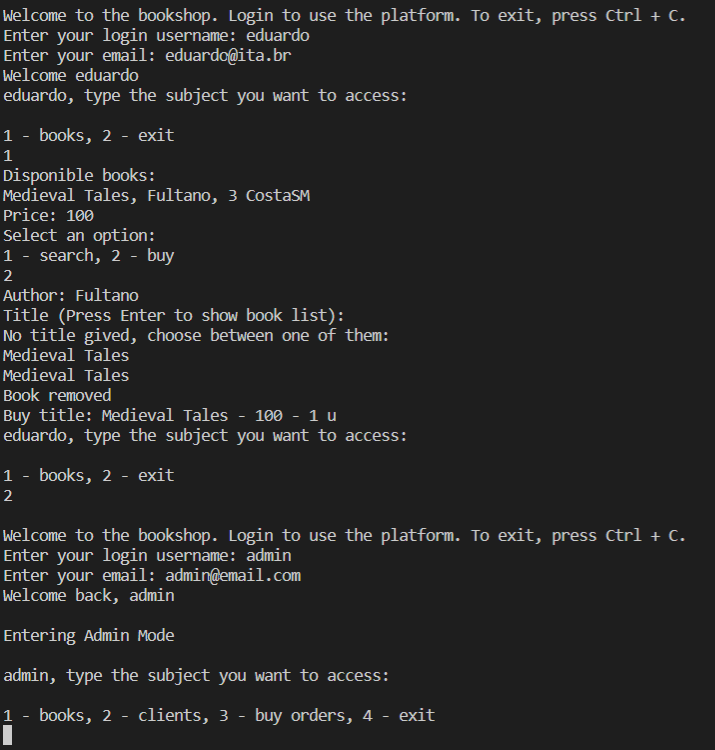 Welcome to the bookshop. Login to use the platform. To exit, press Ctrl + C.
Enter your login username: eduardo
Enter your email: eduardo@ita.br
Welcome eduardo
eduardo, type the subject you want to access:
1 - books, 2 - exit
1
Disponible books:
Medieval Tales, Fultano, 3 CostaSM
Price: 100
Select an option:
1 - search, 2 - buy
2
Author: Fultano
Title (Press Enter to show book list):
No title gived, choose between one of them:
Medieval Tales
Medieval Tales
Book removed
Buy title: Medieval Tales - 100 - 1 u
eduardo, type the subject you want to access:
1 - books, 2 - exit
2
Welcome to the bookshop. Login to use the platform. To exit, press Ctrl + C.
Enter your login username: admin
Enter your email: admin@email.com
Welcome back, admin
Entering Admin Mode
admin, type the subject you want to access:
1 - books, 2 - clients, 3 - buy orders, 4 - exit